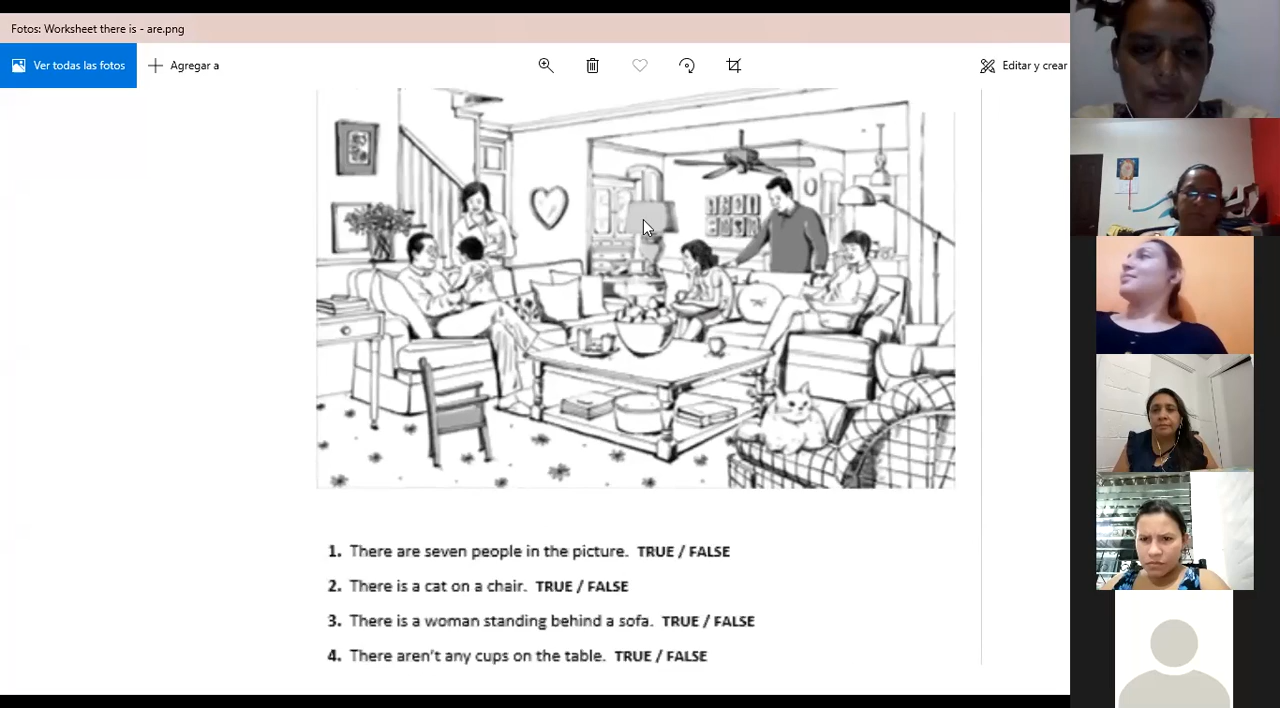 Fotos: Worksheet there is - are.png
Ver todas las fotos
Agregar a
Editar y crear
1. There are seven people in the picture. TRUE / FALSE
2. There is a cat on a chair. TRUE / FALSE
3. There is a woman standing behind a sofa. TRUE / FALSE
4. There aren't any cups on the table. TRUE / FALSE